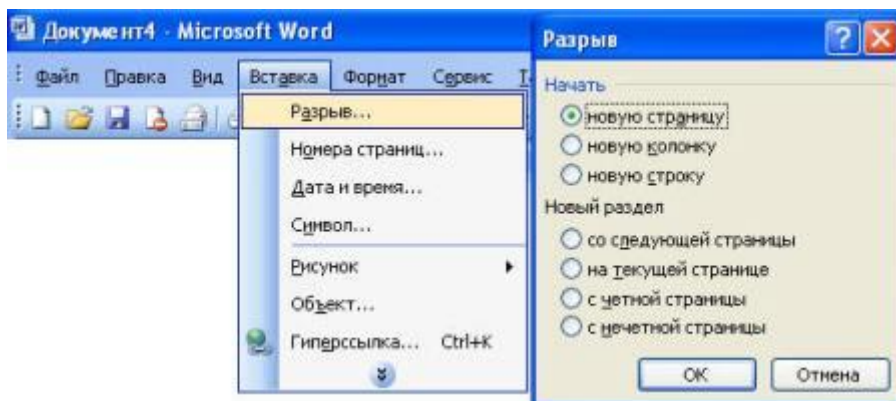 Документ4 - Microsoft Word
Файл Правка Вид Вставка Формат Сервис
Разрыв...
Номера страниц...
Дата и время...
Символ...
Рисунок
Объект...
Гиперссылка... Ctrl+K
Разрыв
Начать
новую страницу
новую колонку
новую строку
Новый раздел
со следующей страницы
на текущей странице
с четной страницы
с нечетной страницы
ОК Отмена